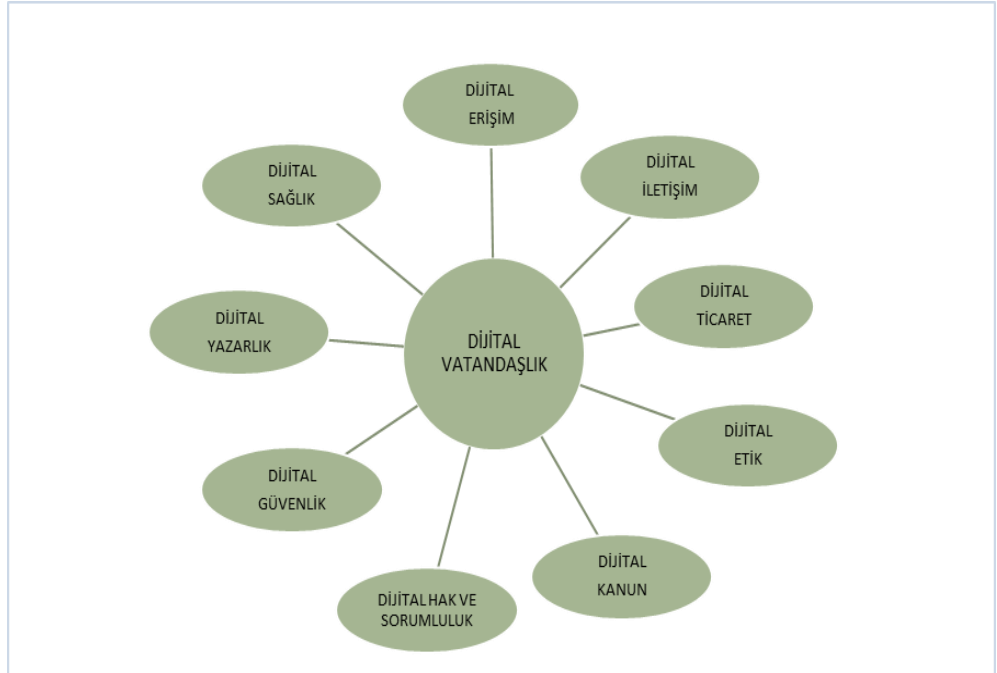 DİJİTAL
ERİŞİM
DİJİTAL
İLETİŞİM
DİJİTAL
TİCARET
DİJİTAL
ETİK
DİJİTAL
KANUN
DİJİTAL HAK VE
SORUMLULUK
DİJİTAL
GÜVENLİK
DİJİTAL
YAZARLIK
DİJİTAL
SAĞLIK
DİJİTAL
VATANDAŞLIK